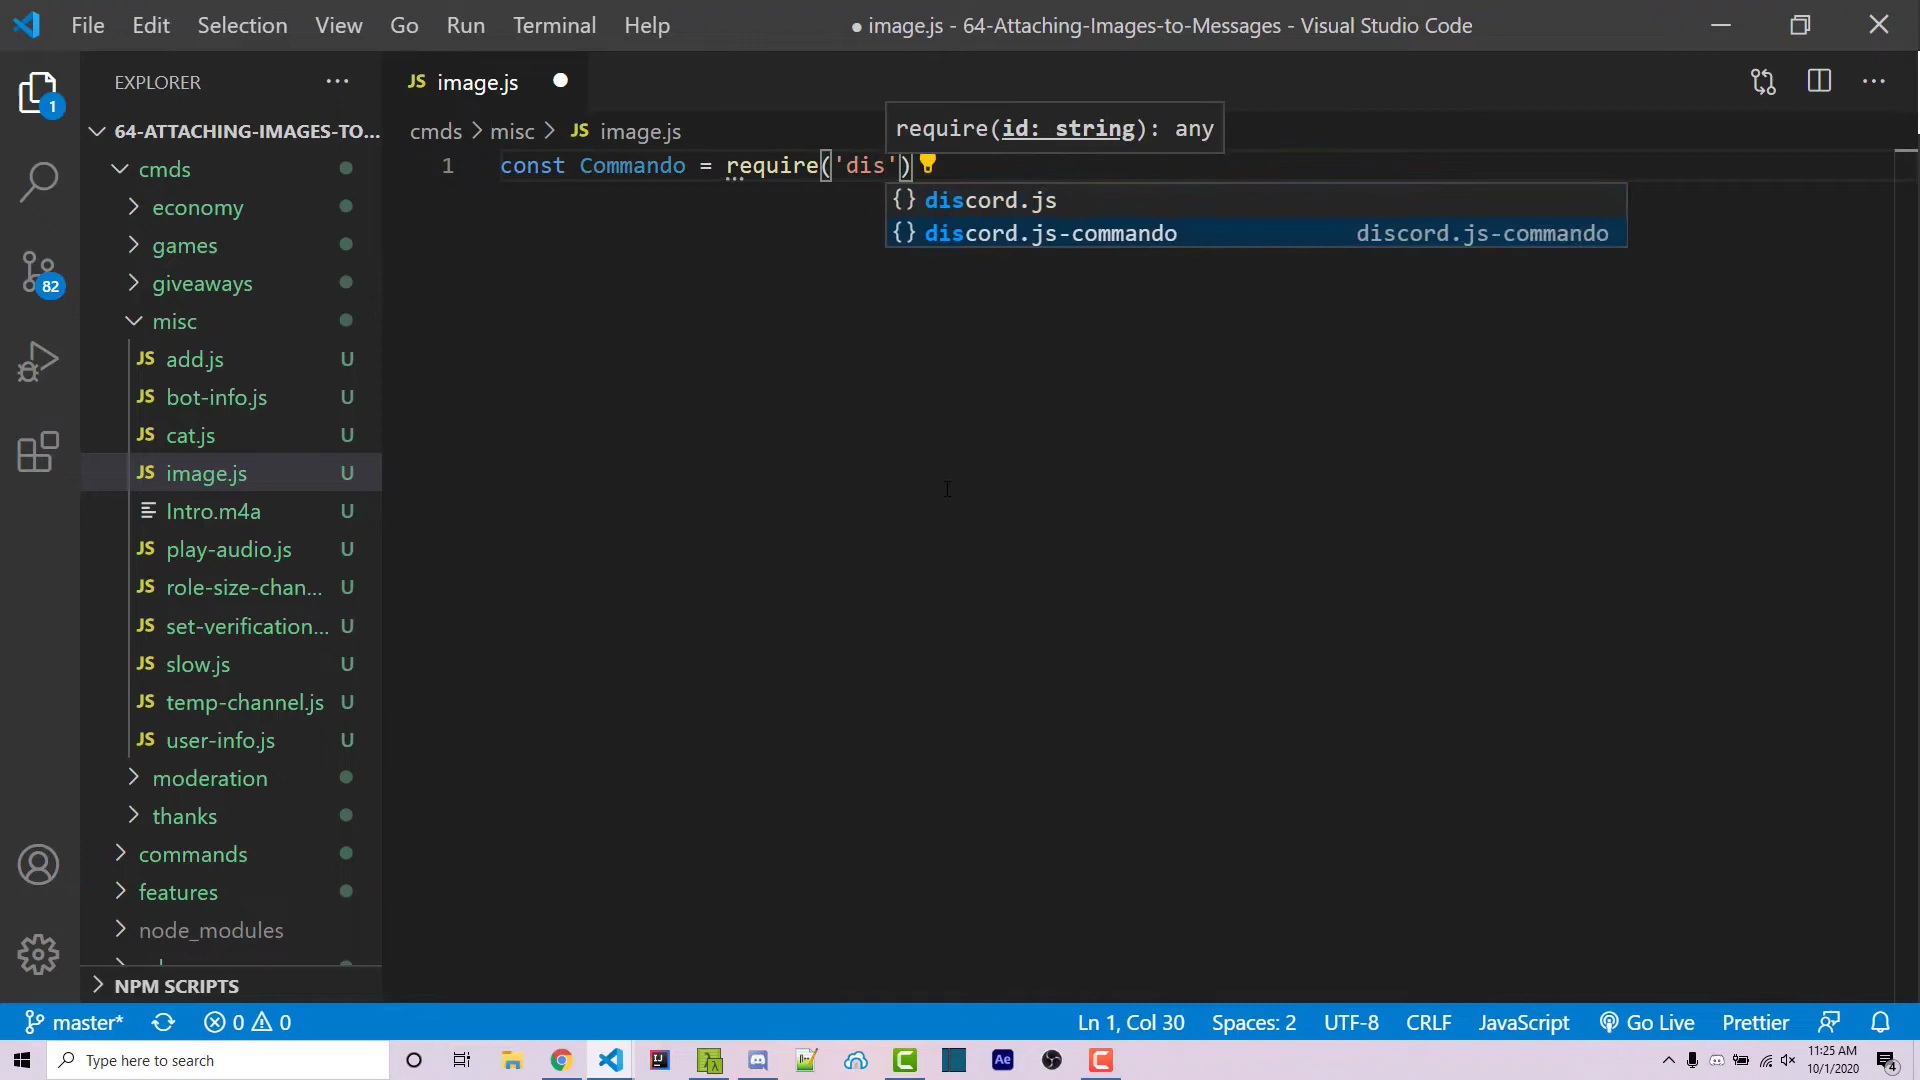 File Edit Selection View Go Run Terminal Help
● image.js - 64-Attaching-Images-to-Messages - Visual Studio Code
1
82
EXPLORER
64-ATTACHING-IMAGES-TO...
cmds
economy
games
giveaways
misc
JS add.js U
JS bot-info.js U
JS cat.js U
JS image.js U
Intro.m4a U
JS play-audio.js U
JS role-size-chan... U
JS set-verification... U
JS slow.js U
JS temp-channel.js U
JS user-info.js U
moderation
thanks
commands
features
node_modules
NPM SCRIPTS
JS image.js
cmds > misc > JS image.js
require(id: string): any
1 const Commando = require('dis')
{} discord.js
{} discord.js-commando discord.js-commando
master* 0 0
Ln 1, Col 30 Spaces: 2 UTF-8 CRLF JavaScript Go Live Prettier
Type here to search
IJ
Ae
11:25 AM
10/1/2020
4